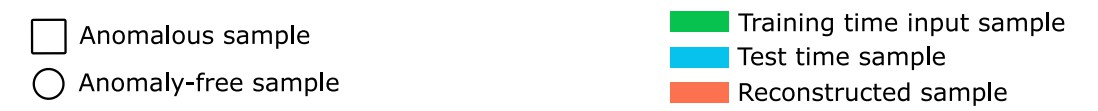 Anomalous sample
Anomaly-free sample
Training time input sample
Test time sample
Reconstructed sample